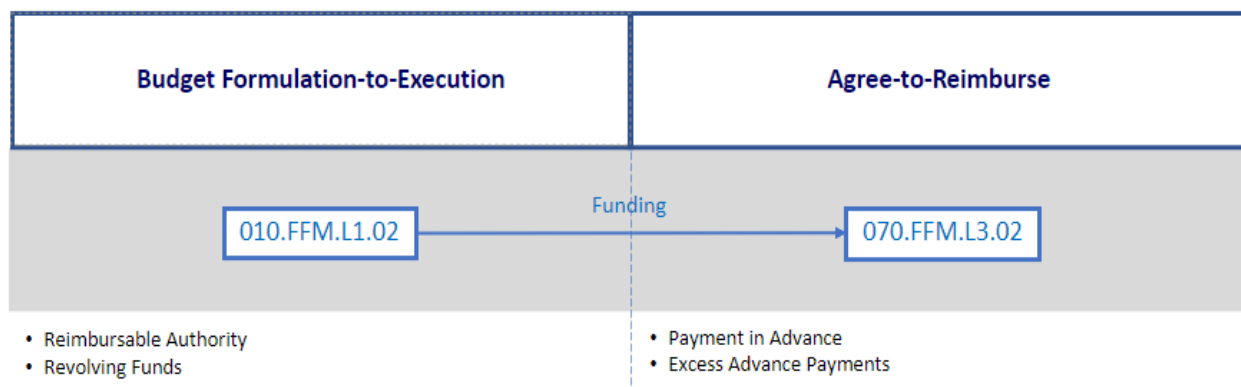 Budget Formulation-to-Execution
Agree-to-Reimburse
Funding
010.FFM.L1.02
070.FFM.L3.02
• Reimbursable Authority
• Revolving Funds
• Payment in Advance
• Excess Advance Payments